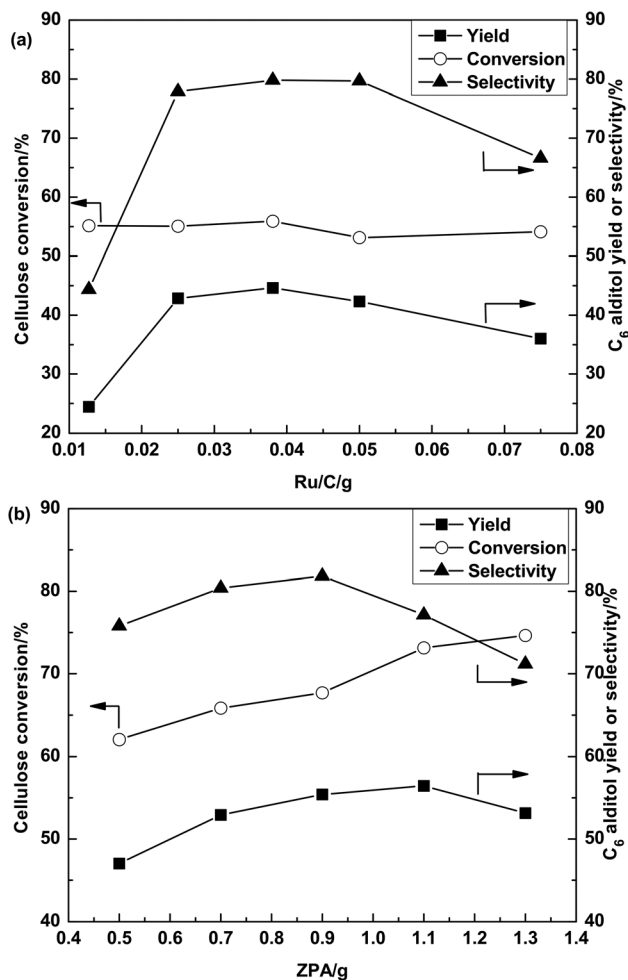 (a)
Yield
Conversion
Selectivity
90
80
70
60
50
40
30
20
90
80
70
60
50
40
30
20
Cellulose conversion/%
C6 alditol yield or selectivity/%
0.01 0.02 0.03 0.04 0.05 0.06 0.07 0.08
Ru/C/g
(b)
Yield
Conversion
Selectivity
90
80
70
60
50
40
90
80
70
60
50
40
Cellulose conversion/%
C6 alditol yield or selectivity/%
0.4 0.5 0.6 0.7 0.8 0.9 1.0 1.1 1.2 1.3 1.4
ZPA/g